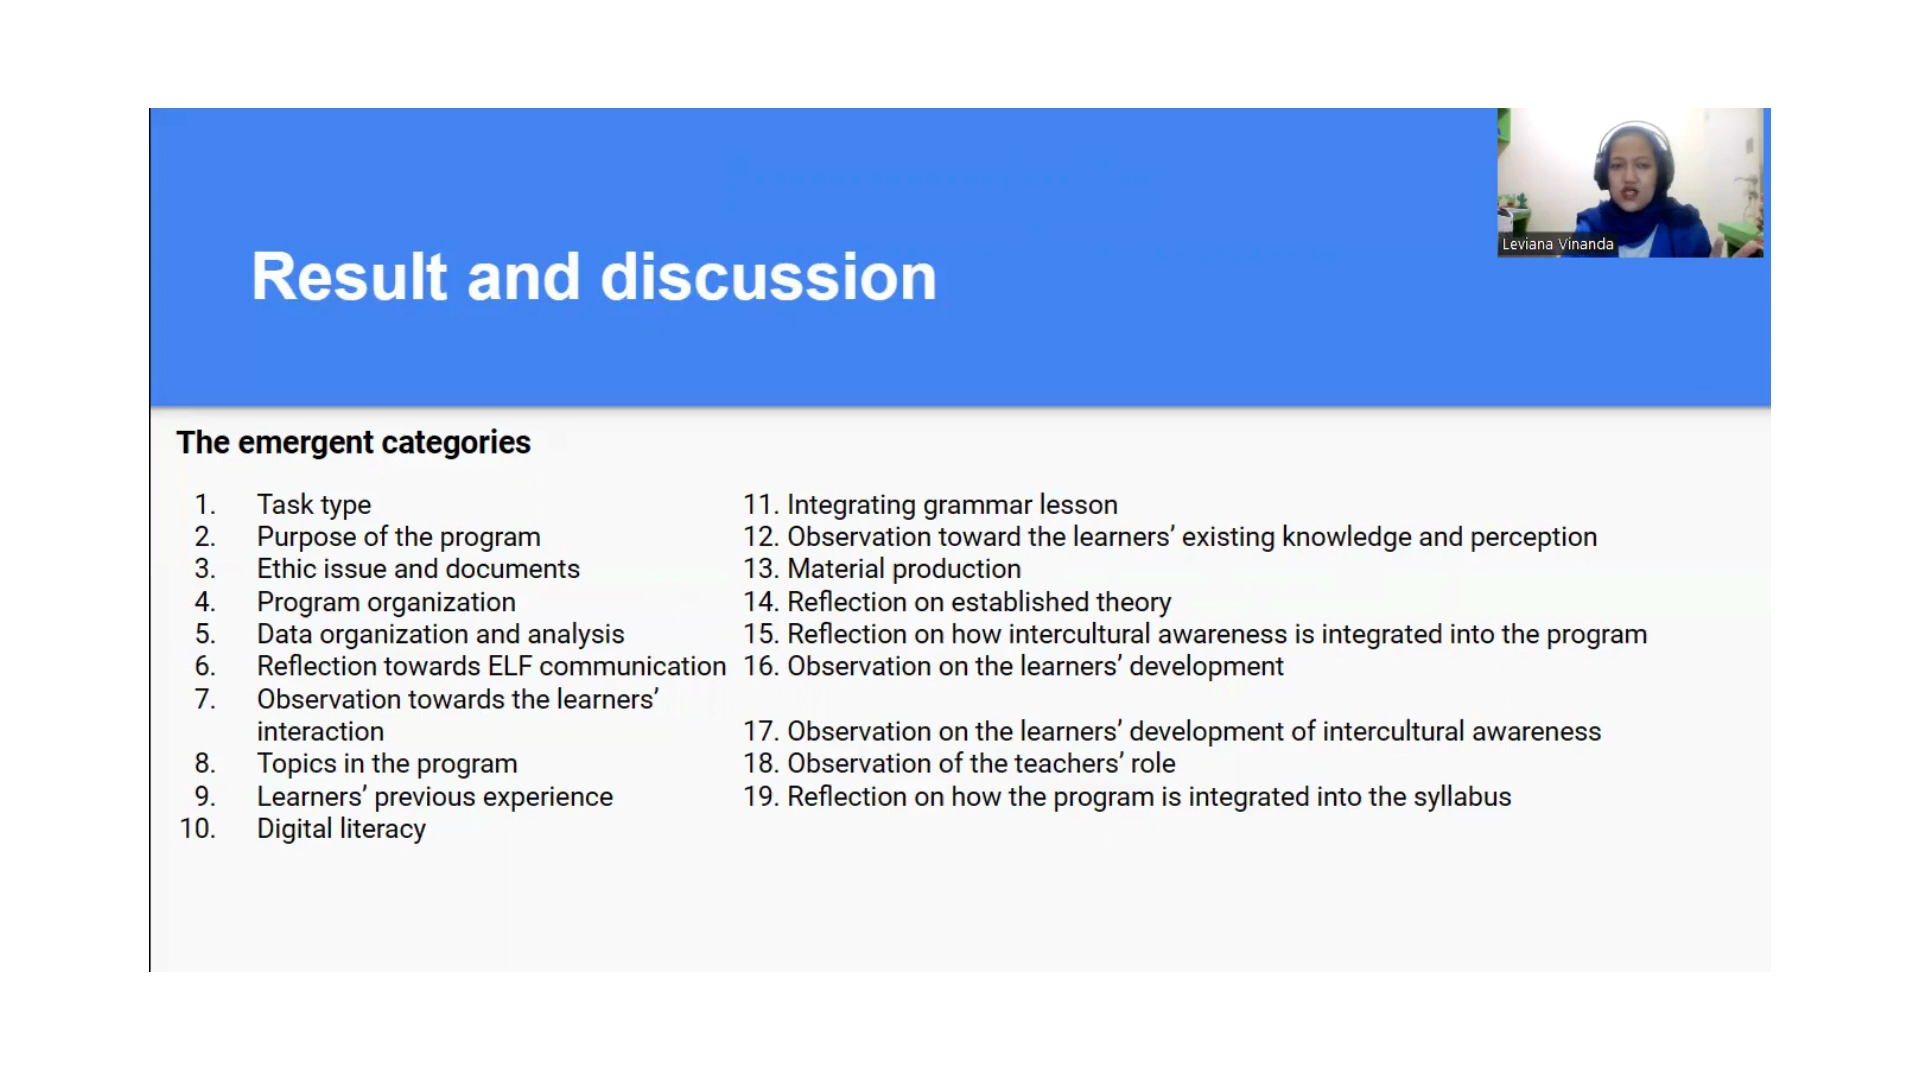 Leviana Vinanda
Result and discussion
The emergent categories
1. Task type
2. Purpose of the program
3. Ethic issue and documents
4. Program organization
5. Data organization and analysis
6. Reflection towards ELF communication
7. Observation towards the learners’
interaction
8. Topics in the program
9. Learners’ previous experience
10. Digital literacy
11. Integrating grammar lesson
12. Observation toward the learners’ existing knowledge and perception
13. Material production
14. Reflection on established theory
15. Reflection on how intercultural awareness is integrated into the program
16. Observation on the learners’ development
17. Observation on the learners’ development of intercultural awareness
18. Observation of the teachers’ role
19. Reflection on how the program is integrated into the syllabus